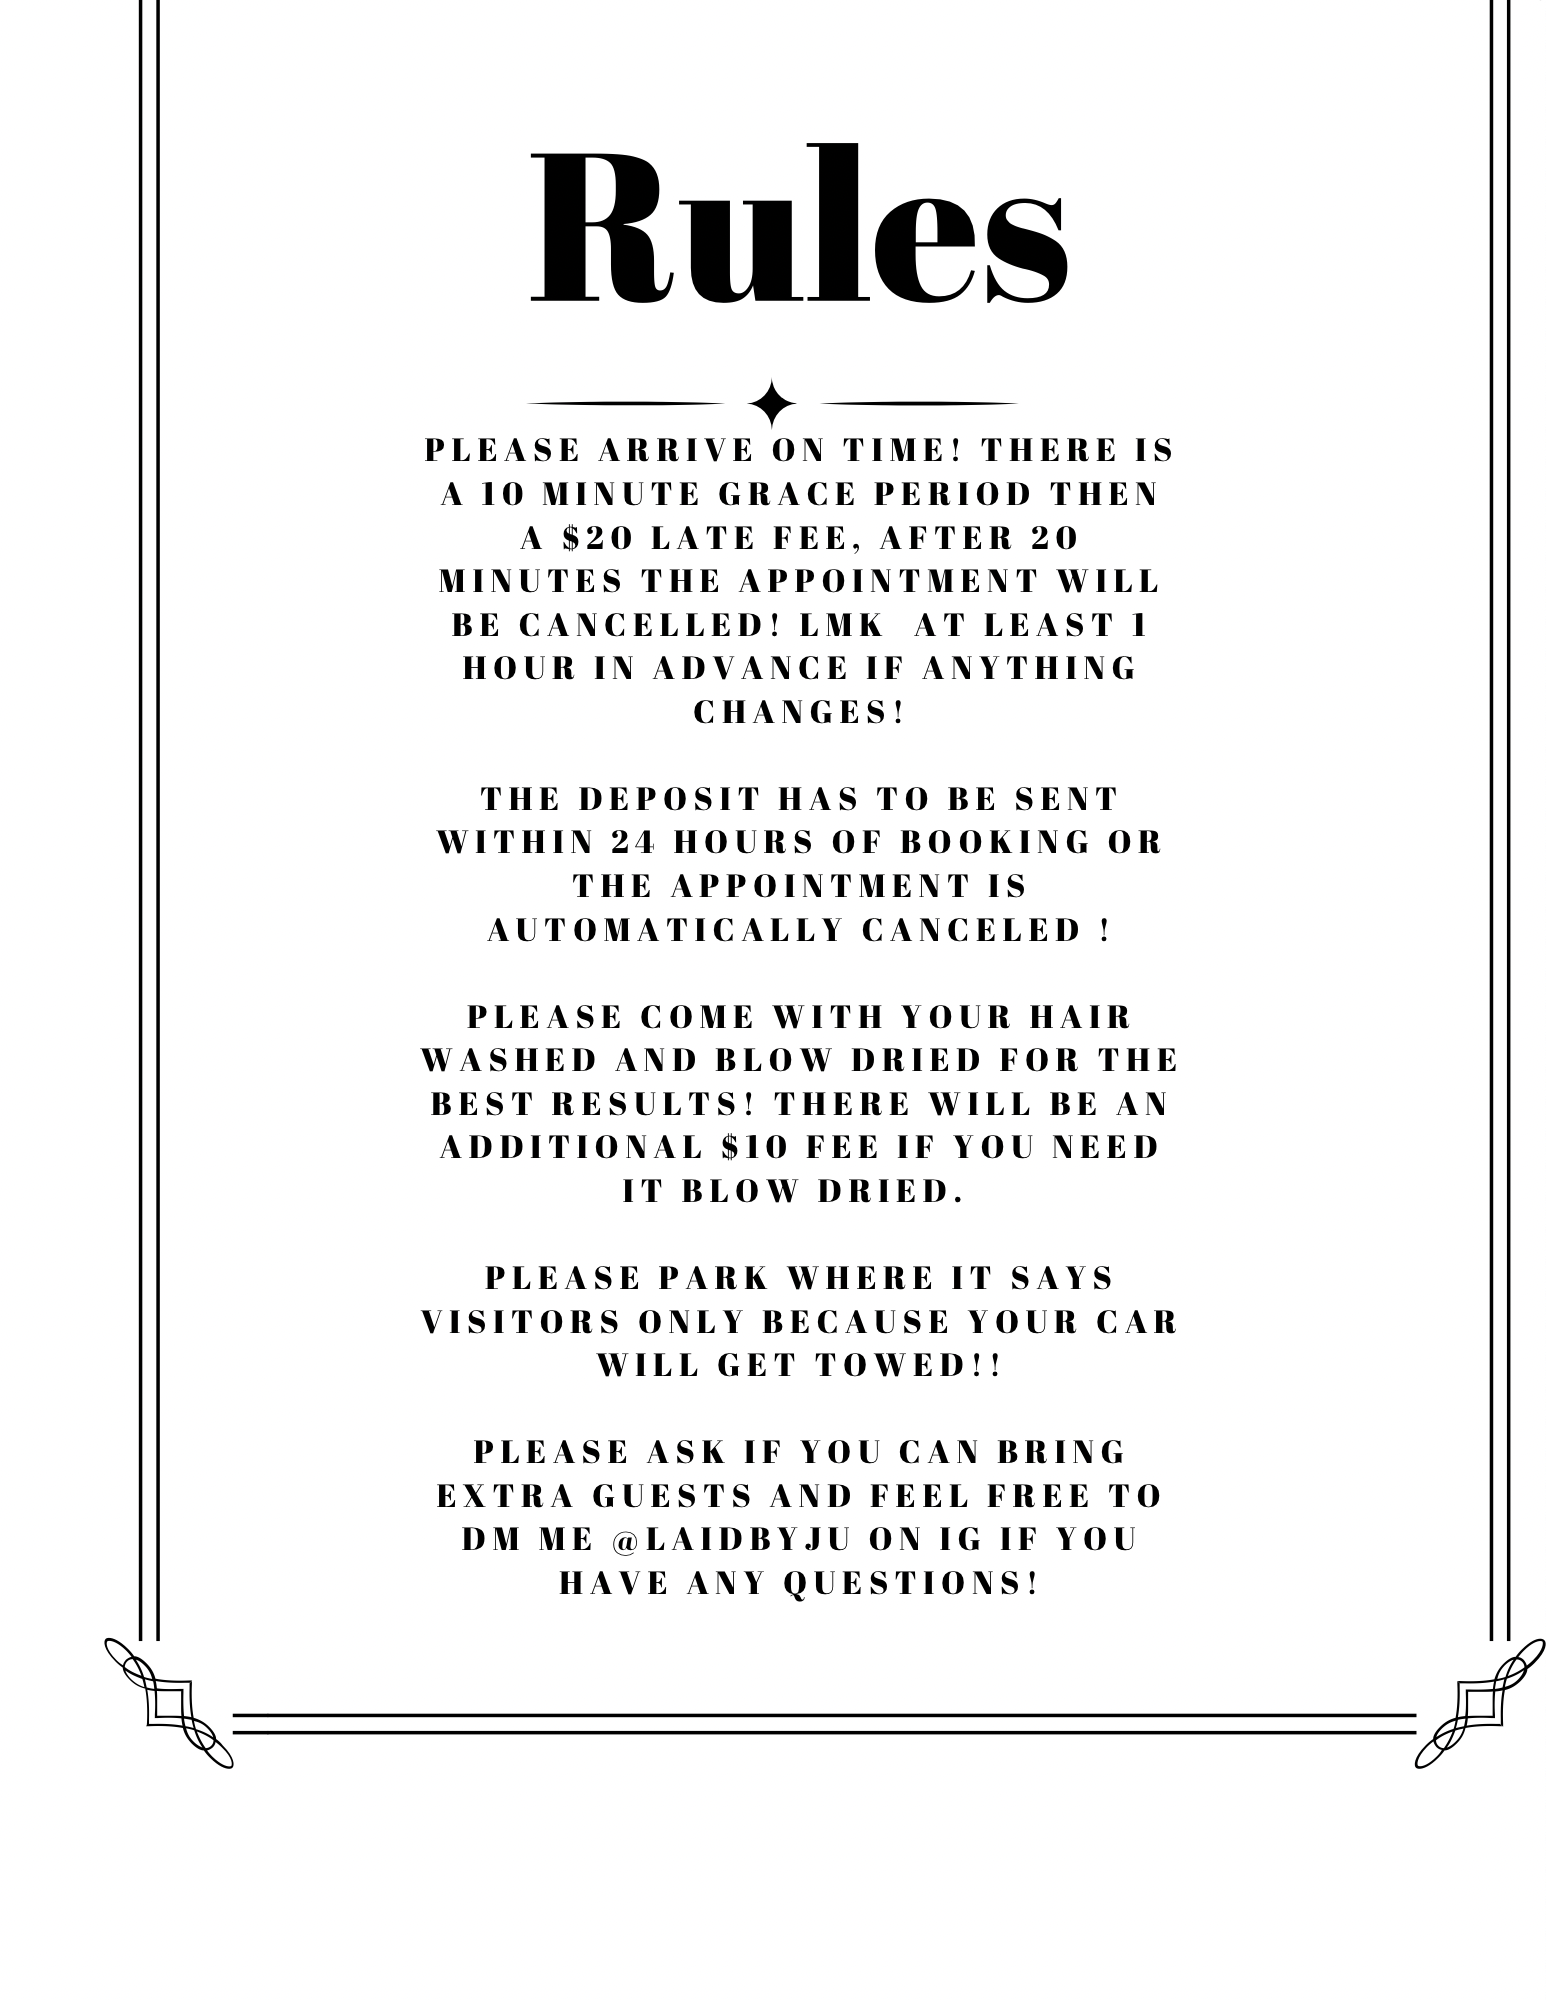 Rules
PLEASE ARRIVE ON TIME! THERE IS
A 10 MINUTE GRACE PERIOD THEN
A $20 LATE FEE, AFTER 20
MINUTES THE APPOINTMENT WILL
BE CANCELLED! LMK  AT LEAST 1
HOUR IN ADVANCE IF ANYTHING
CHANGES!
THE DEPOSIT HAS TO BE SENT
WITHIN 24 HOURS OF BOOKING OR
THE APPOINTMENT IS
AUTOMATICALLY CANCELED !
PLEASE COME WITH YOUR HAIR
WASHED AND BLOW DRIED FOR THE
BEST RESULTS! THERE WILL BE AN
ADDITIONAL $10 FEE IF YOU NEED
IT BLOW DRIED.
PLEASE PARK WHERE IT SAYS
VISITORS ONLY BECAUSE YOUR CAR
WILL GET TOWED!!
PLEASE ASK IF YOU CAN BRING
EXTRA GUESTS AND FEEL FREE TO
DM ME @LAIDBYJU ON IG IF YOU
HAVE ANY QUESTIONS!